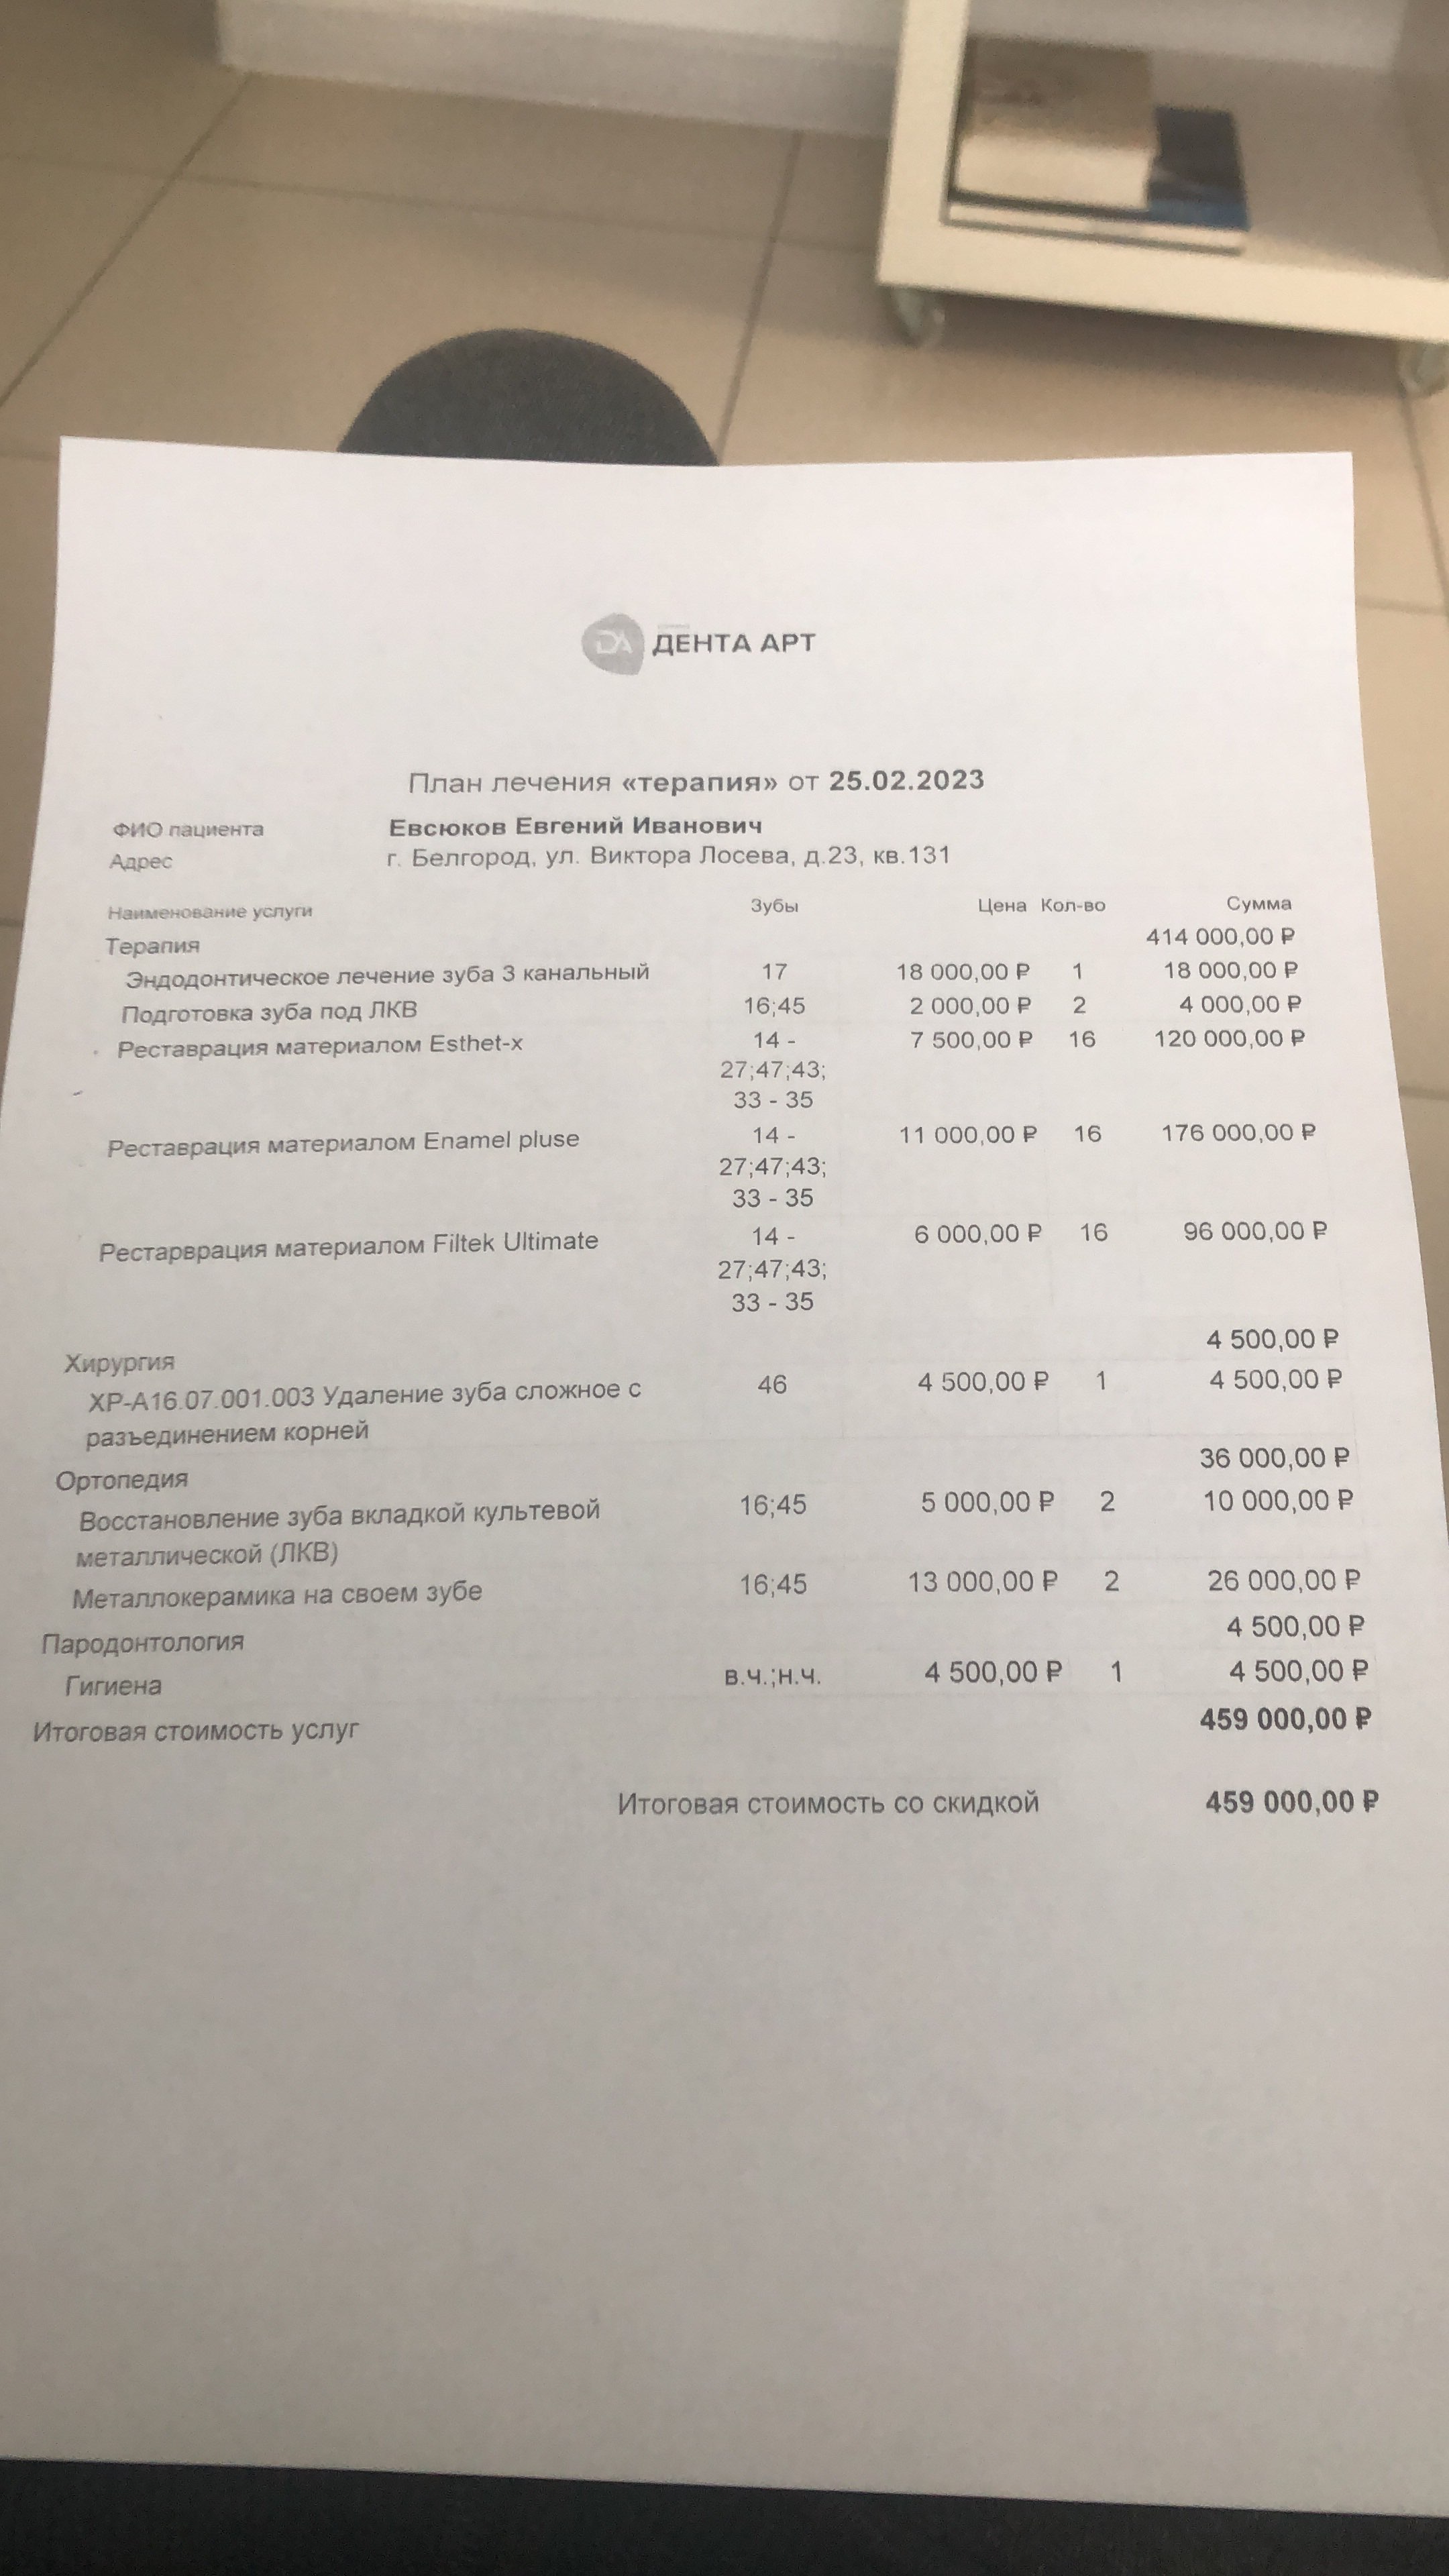 DA ДЕНТА АРТ
План лечения «терапия» от 25.02.2023
ФИО пациента Евсюков Евгений Иванович
Адрес г. Белгород, ул. Виктора Лосева, д.23, кв.131
Наименование услуги Зубы Цена Кол-во Сумма
Терапия 414 000,00 ₽
Эндодонтическое лечение зуба 3 канальный 17 18 000,00 ₽ 1 18 000,00 ₽
Подготовка зуба под ЛКВ 16;45 2 000,00 ₽ 2 4 000,00 ₽
Реставрация материалом Esthet-x 14 - 7 500,00 ₽ 16 120 000,00 ₽
27;47;43;
33 - 35
Реставрация материалом Enamel pluse 14 - 11 000,00 ₽ 16 176 000,00 ₽
27;47;43;
33 - 35
Рестарврация материалом Filtek Ultimate 14 - 6 000,00 ₽ 16 96 000,00 ₽
27;47;43;
33 - 35
Хирургия 4 500,00 ₽
ХР-А16.07.001.003 Удаление зуба сложное с 46 4 500,00 ₽ 1 4 500,00 ₽
разъединением корней
Ортопедия 36 000,00 ₽
Восстановление зуба вкладкой культевой 16;45 5 000,00 ₽ 2 10 000,00 ₽
металлической (ЛКВ)
Металлокерамика на своем зубе 16;45 13 000,00 ₽ 2 26 000,00 ₽
Пародонтология 4 500,00 ₽
Гигиена в.ч.;н.ч. 4 500,00 ₽ 1 4 500,00 ₽
Итоговая стоимость услуг 459 000,00 ₽
Итоговая стоимость со скидкой 459 000,00 ₽